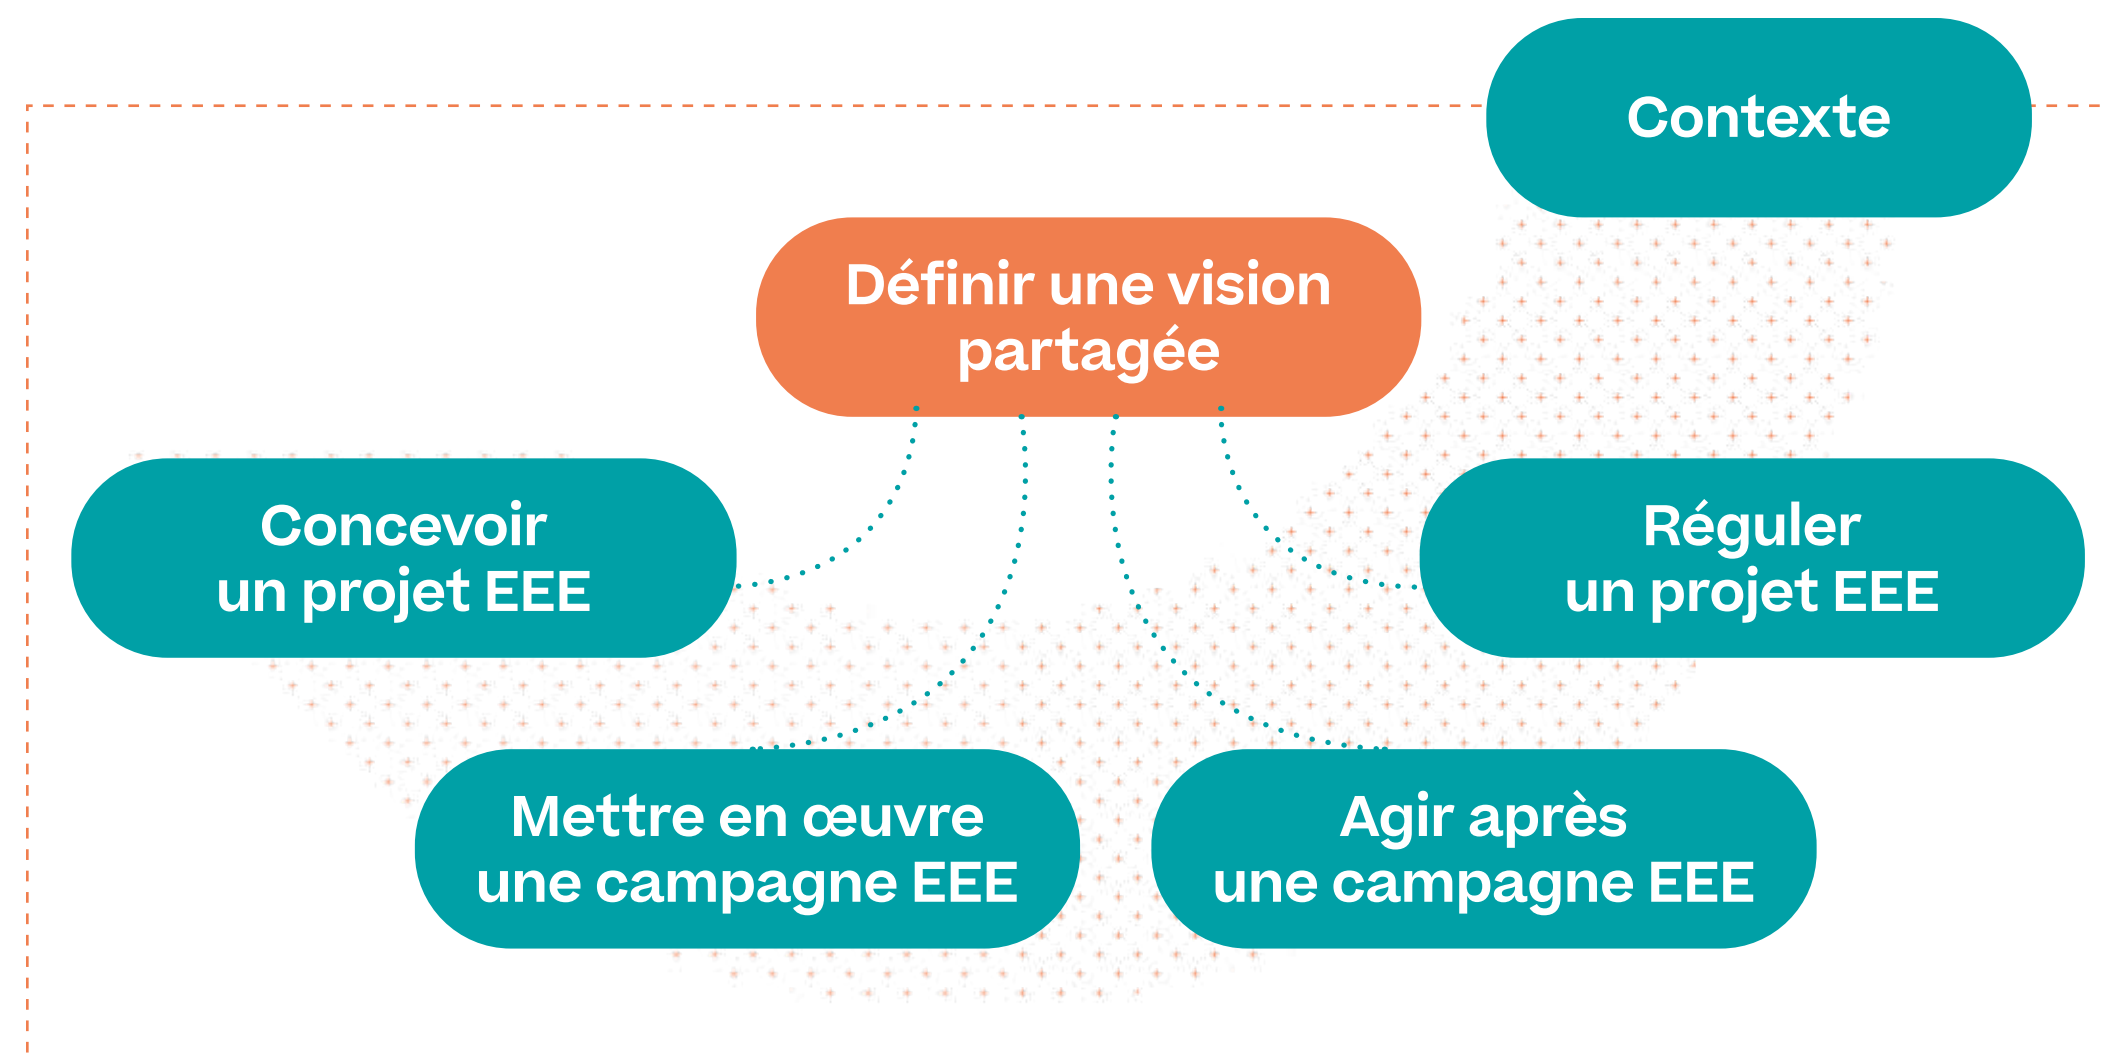 Contexte
Définir une vision
partagée
Concevoir
un projet EEE
Réguler
un projet EEE
Mettre en œuvre
une campagne EEE
Agir après
une campagne EEE